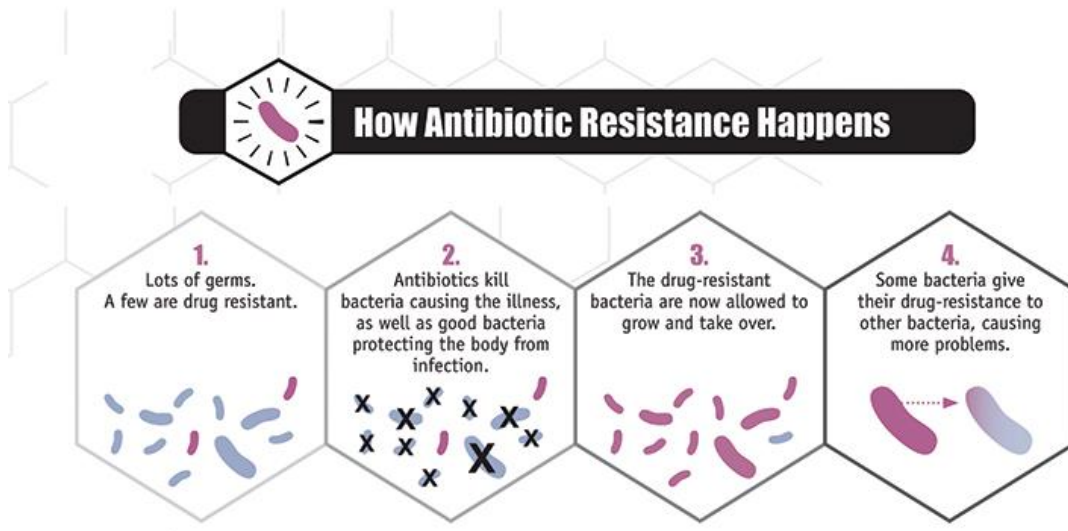 How Antibiotic Resistance Happens
1.
Lots of germs.
A few are drug resistant.
2.
Antibiotics kill
bacteria causing the illness,
as well as good bacteria
protecting the body from
infection.
X X X X X X X X X X
3.
The drug-resistant
bacteria are now allowed to
grow and take over.
4.
Some bacteria give
their drug-resistance to
other bacteria, causing
more problems.